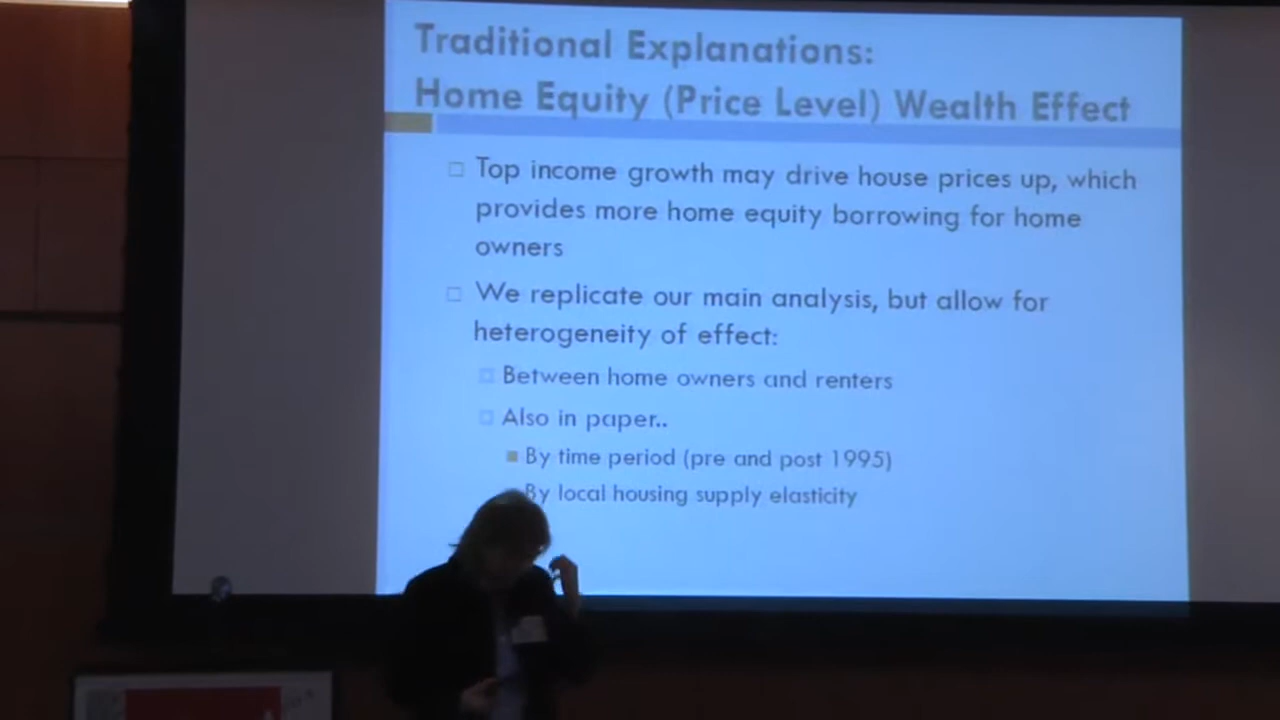 Traditional Explanations:
Home Equity (Price Level) Wealth Effect
Top income growth may drive house prices up, which
provides more home equity borrowing for home
owners
We replicate our main analysis, but allow for
heterogeneity of effect:
Between home owners and renters
Also in paper..
By time period (pre and post 1995)
By local housing supply elasticity